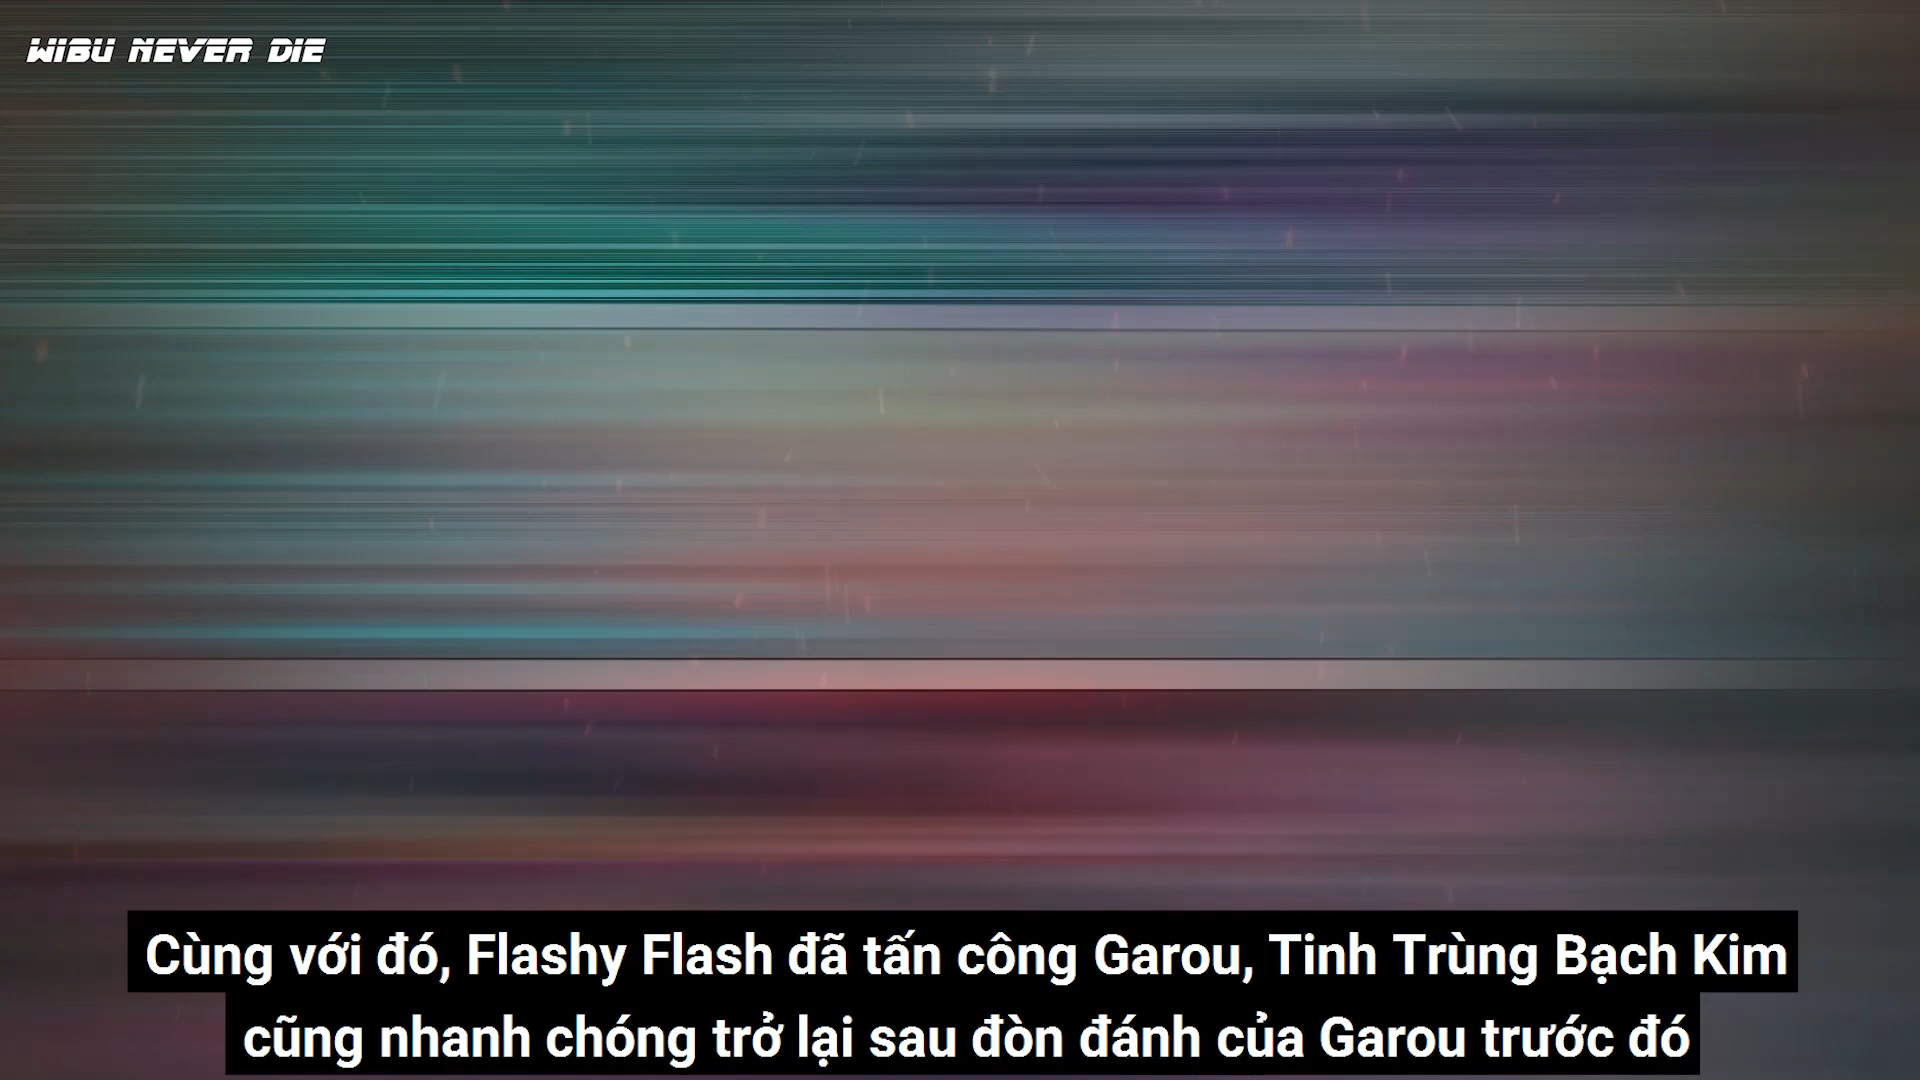 WIBU NEVER DIE
Cùng với đó, Flashy Flash đã tấn công Garou, Tinh Trùng Bạch Kim
cũng nhanh chóng trở lại sau đòn đánh của Garou trước đó